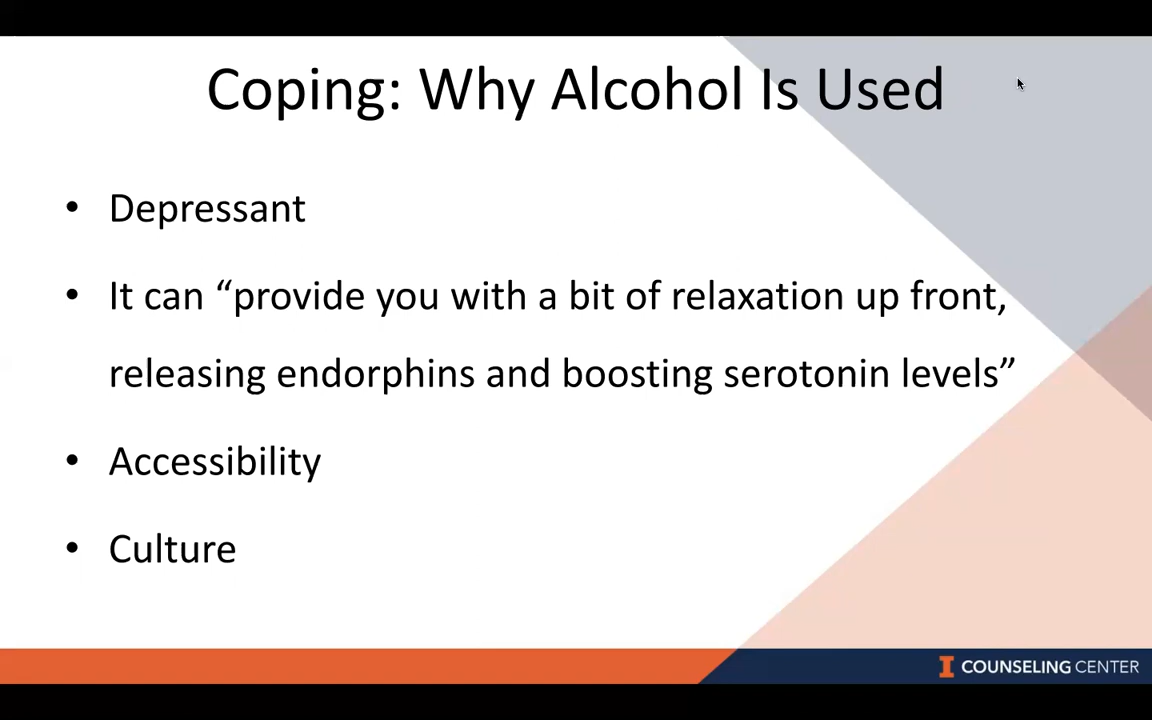 Coping: Why Alcohol Is Used
• Depressant
• It can “provide you with a bit of relaxation up front,
releasing endorphins and boosting serotonin levels”
• Accessibility
• Culture
I COUNSELING CENTER